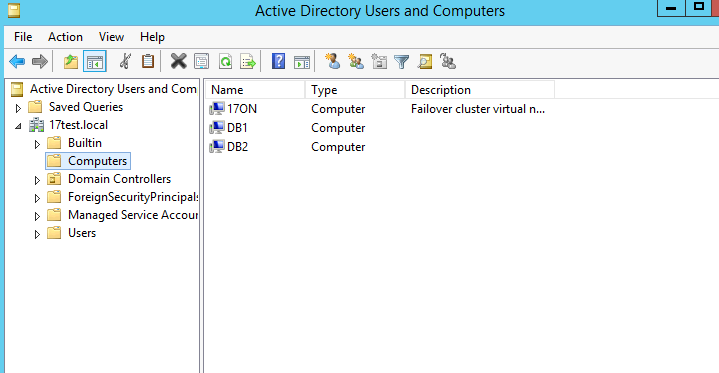 Active Directory Users and Computers
File Action View Help
Active Directory Users and Com
Saved Queries
17test.local
Builtin
Computers
Domain Controllers
ForeignSecurityPrincipals
Managed Service Accour
Users
Name Type Description
17ON Computer Failover cluster virtual n...
DB1 Computer
DB2 Computer